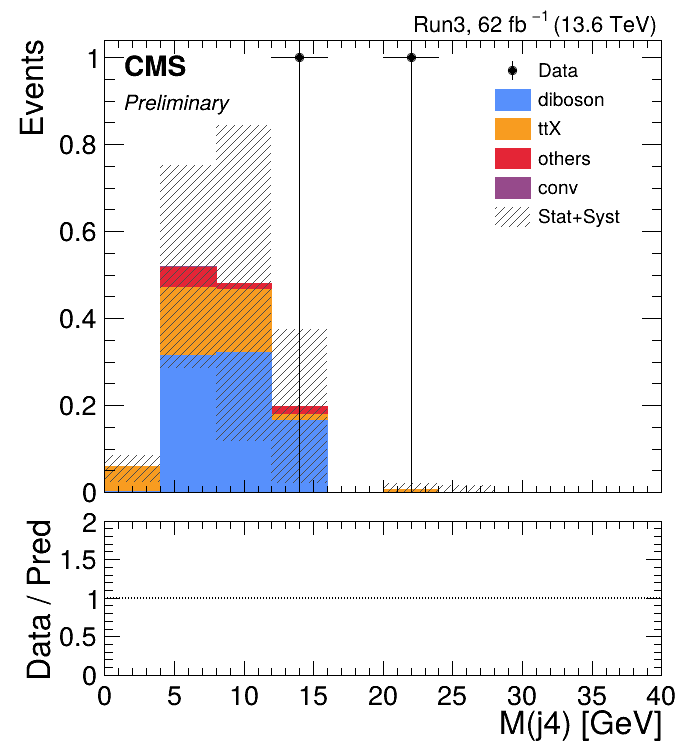 Run3, 62 fb⁻¹ (13.6 TeV)
Events
CMS
Preliminary
Data
diboson
ttX
others
conv
Stat+Syst
1
0.8
0.6
0.4
0.2
0
Data / Pred
2
1.5
1
0.5
0
0 5 10 15 20 25 30 35 40
M(j4) [GeV]